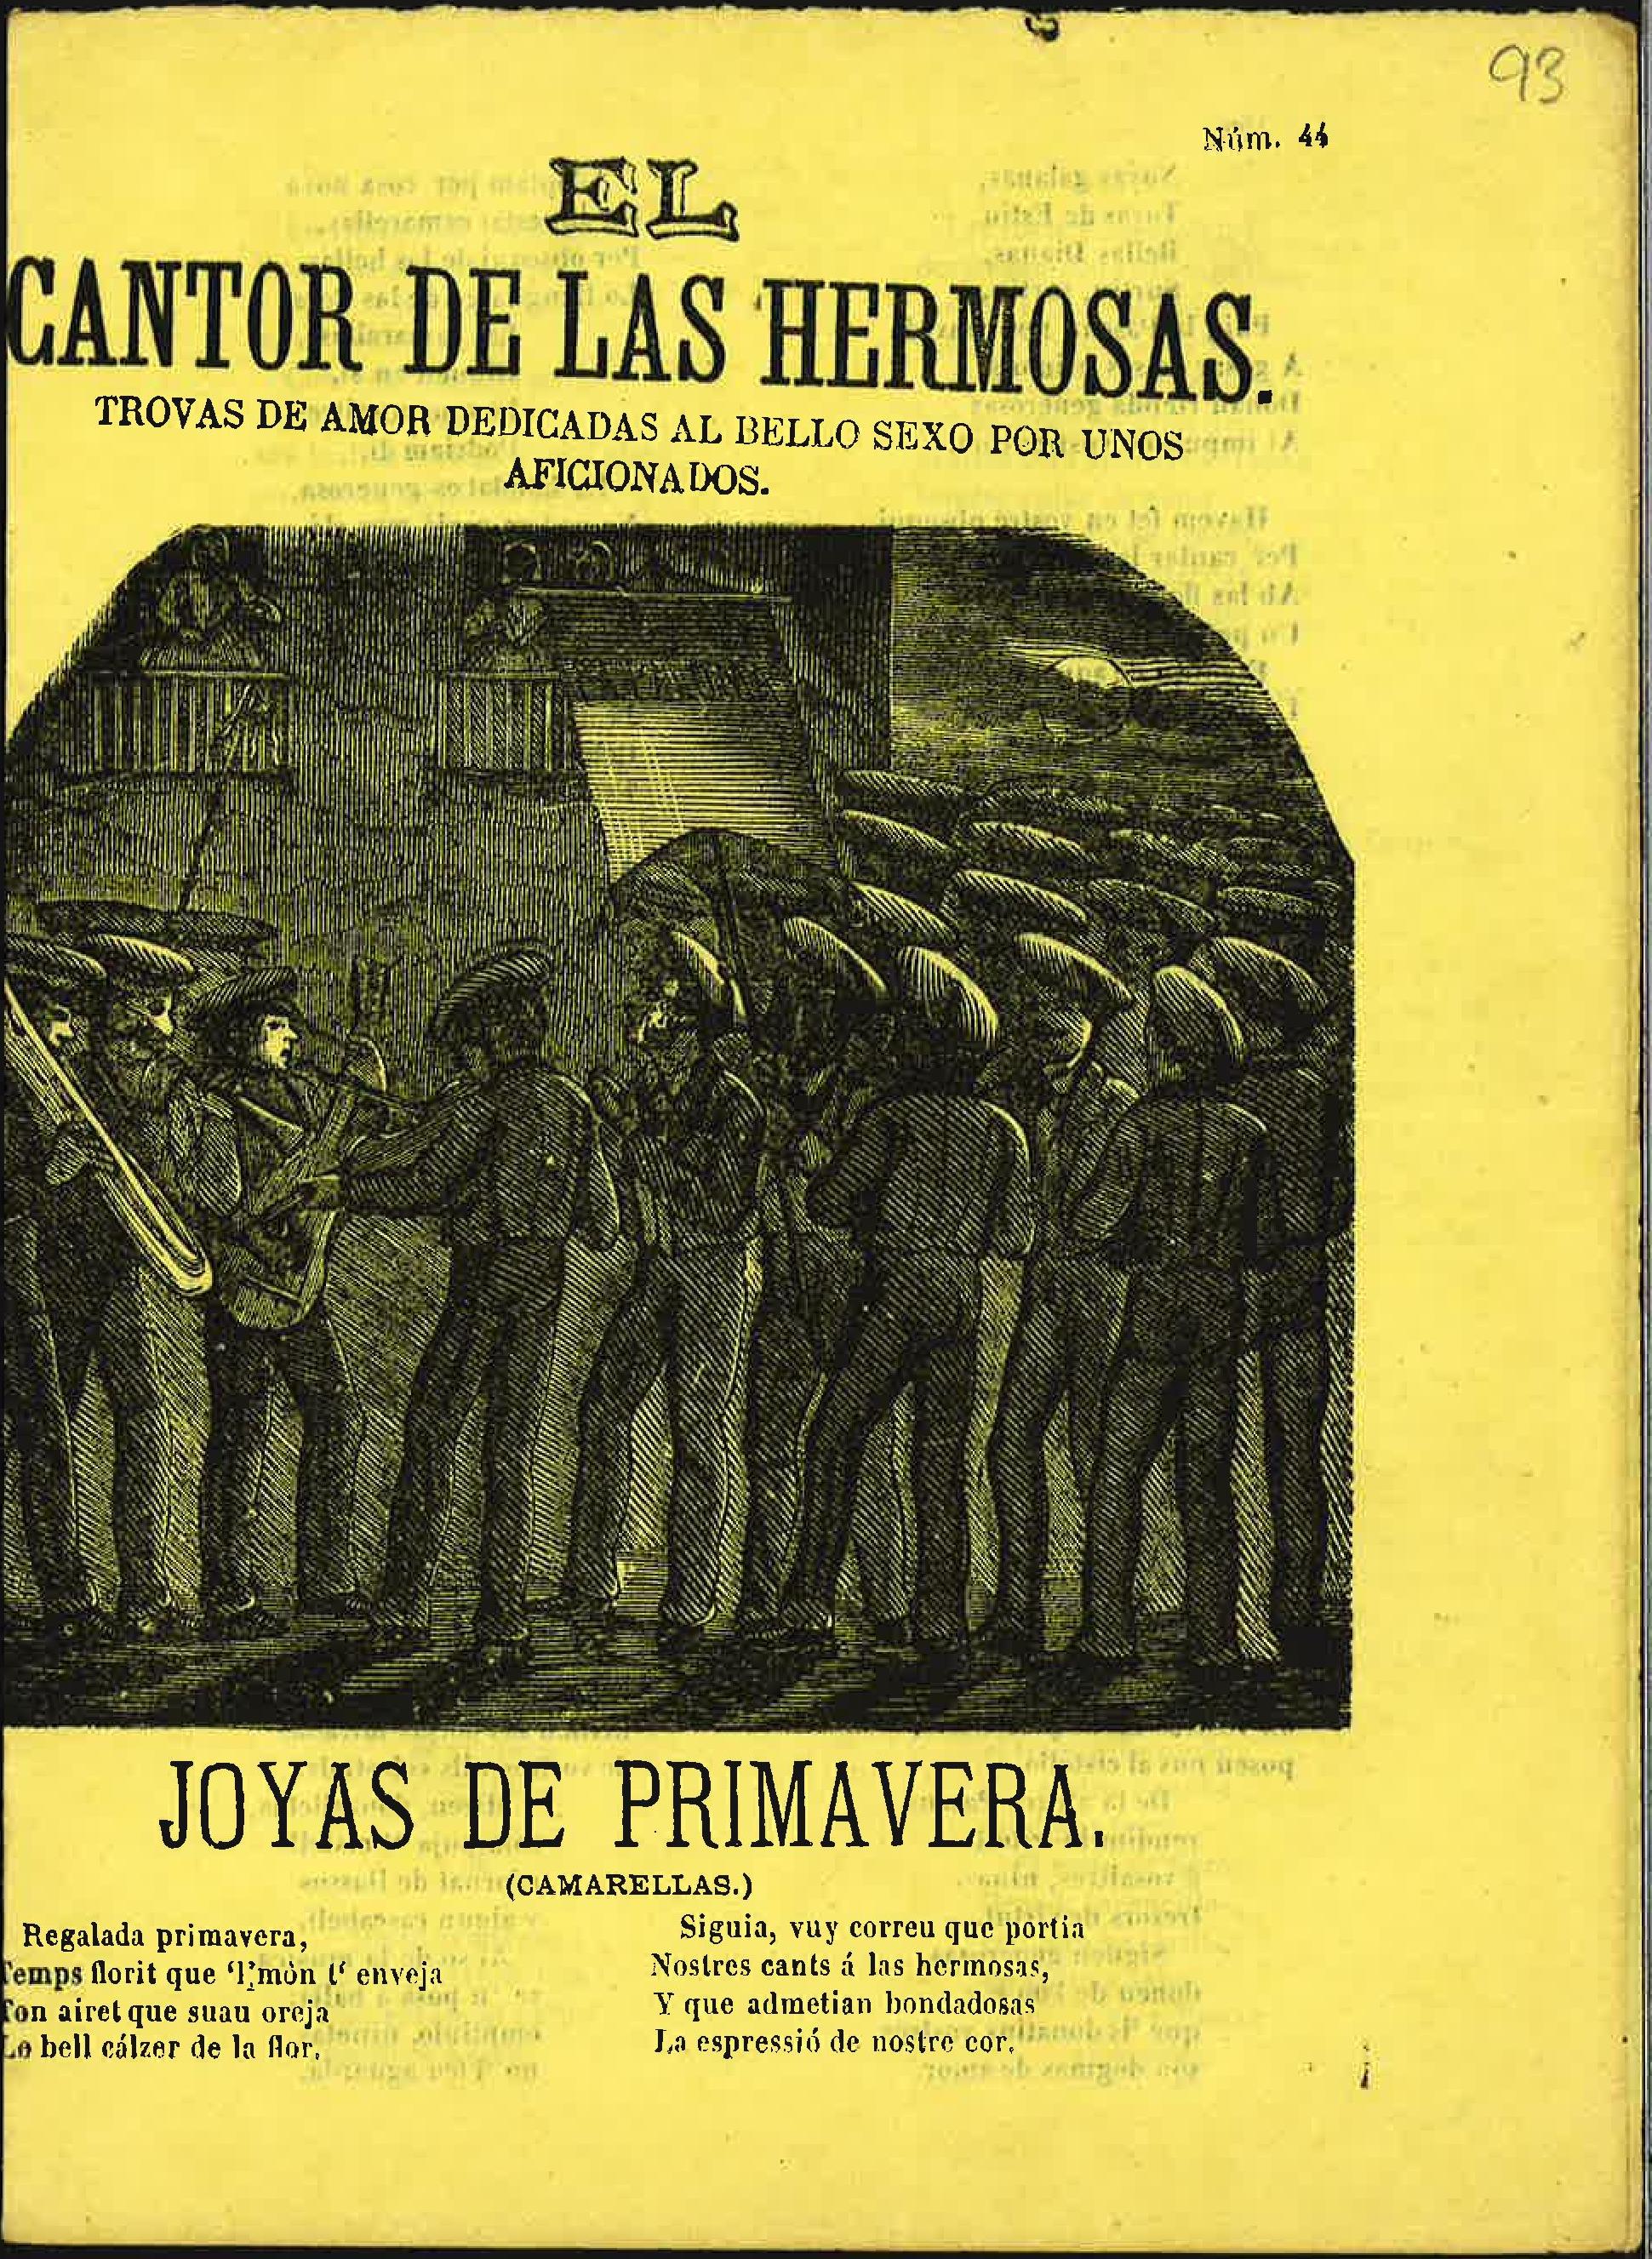 93
Núm. 44
EL
CANTOR DE LAS HERMOSAS.
TROVAS DE AMOR DEDICADAS AL BELLO SEXO POR UNOS
AFICIONADOS.
JOYAS DE PRIMAVERA.
(CAMARELLAS.)
Regalada primavera,
Temps florit que 'l món t' enveja
Ton airet que suau oreja
Lo bell cálzer de la flor,
Siguia, vuy correu que portia
Nostres cants á las hermosas,
Y que admetian bondadosas
La espressió de nostre cor,